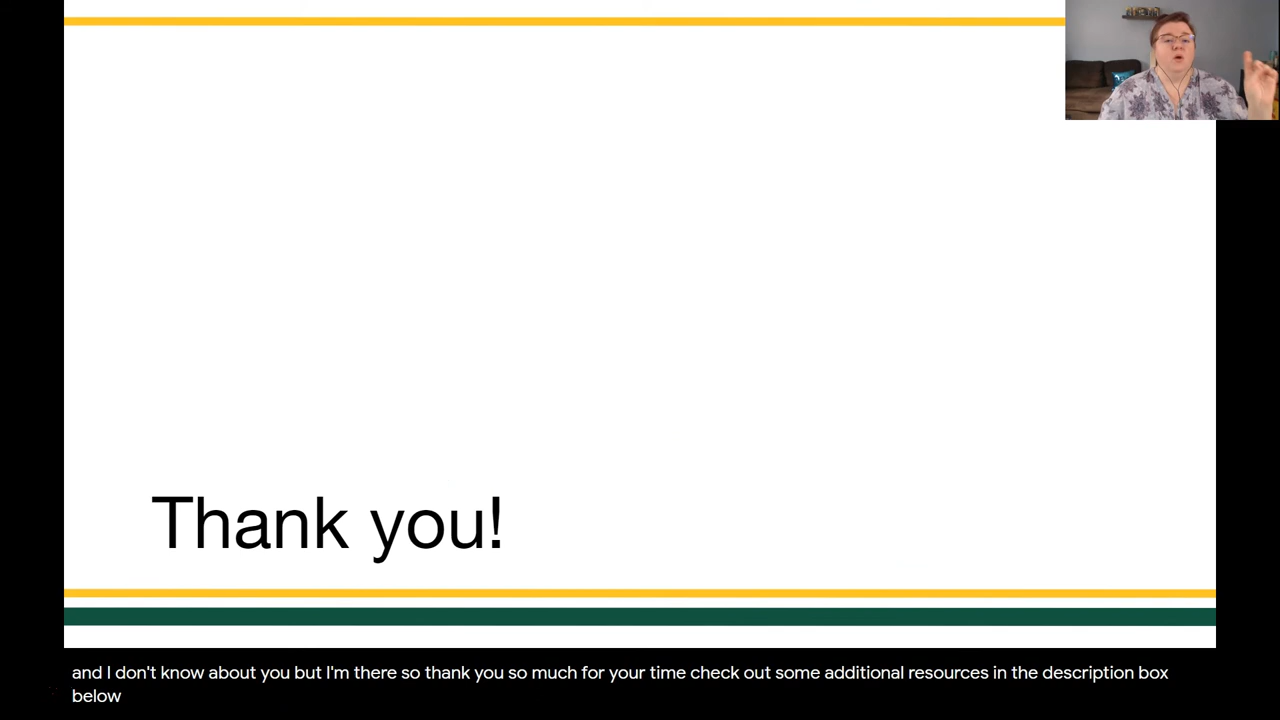 Thank you!
and I don't know about you but I'm there so thank you so much for your time check out some additional resources in the description box
below